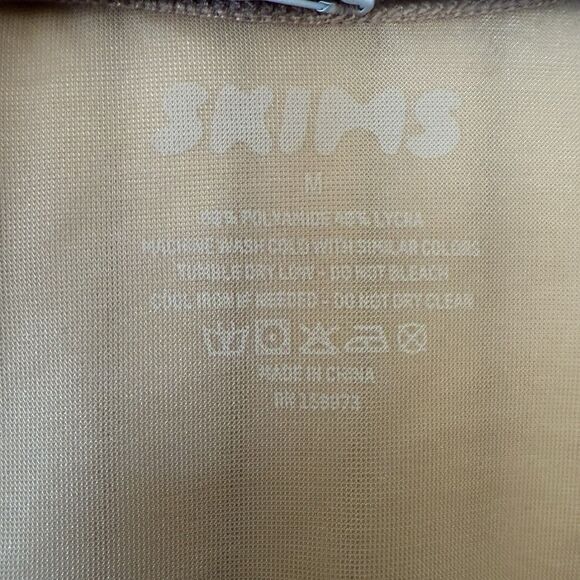 SKIMS
M
POLYAMIDE LYCRA
MACHINE WASH COLD WITH SIMILAR COLORS
TUMBLE DRY LOW - DO NOT BLEACH
COOL IRON IF NEEDED - DO NOT DRY CLEAN
MADE IN CHINA
RN